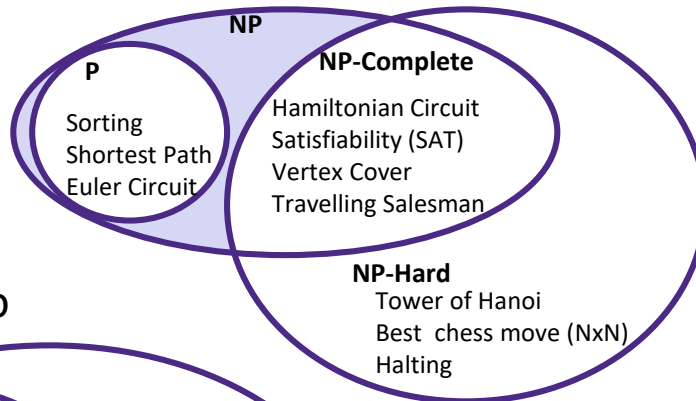 NP
P
NP-Complete
Sorting
Shortest Path
Euler Circuit
Hamiltonian Circuit
Satisfiability (SAT)
Vertex Cover
Travelling Salesman
NP-Hard
Tower of Hanoi
Best chess move (NxN)
Halting